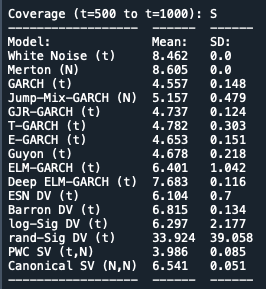 Coverage (t=500 to t=1000): S
------------------ ------ ------
Model: Mean: SD:
White Noise (t) 8.462 0.0
Merton (N) 8.605 0.0
GARCH (t) 4.557 0.148
Jump-Mix-GARCH (N) 5.157 0.479
GJR-GARCH (t) 4.737 0.124
T-GARCH (t) 4.782 0.303
E-GARCH (t) 4.653 0.151
Guyon (t) 4.678 0.218
ELM-GARCH (t) 6.401 1.042
Deep ELM-GARCH (t) 7.683 0.116
ESN DV (t) 6.104 0.7
Barron DV (t) 6.815 0.134
log-Sig DV (t) 6.297 2.177
rand-Sig DV (t) 33.924 39.058
PWC SV (t,N) 3.986 0.085
Canonical SV (N,N) 6.541 0.051
------------------ ------ ------